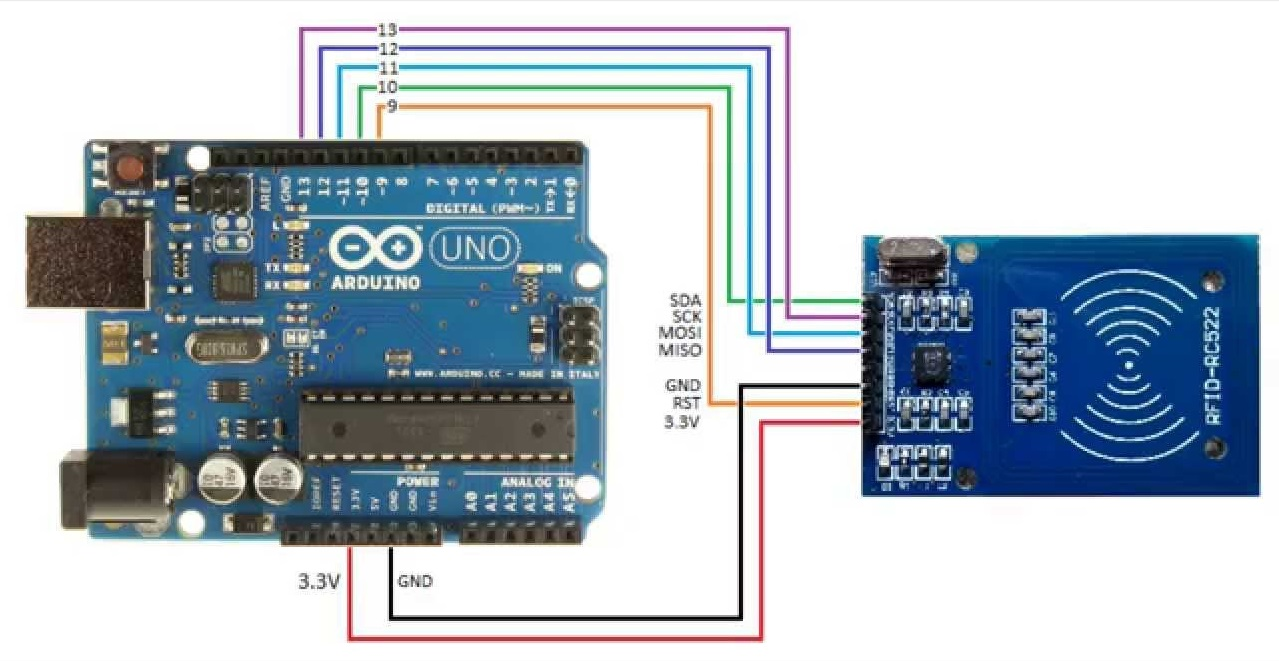 13
12
11
10
9
AREF
GND
13
12
~11
~10
~9
8
7
~6
~5
4
~3
2
TX→1
RX←0
DIGITAL (PWM~)
L
TX
RX
ARDUINO
UNO
ON
ICSP
WWW.ARDUINO.CC - MADE IN ITALY
SDA
SCK
MOSI
MISO
GND
RST
3.3V
RFID-RC522
POWER
ANALOG IN
IOREF
RESET
3.3V
5V
GND
GND
Vin
A0
A1
A2
A3
A4
A5
3.3V
GND